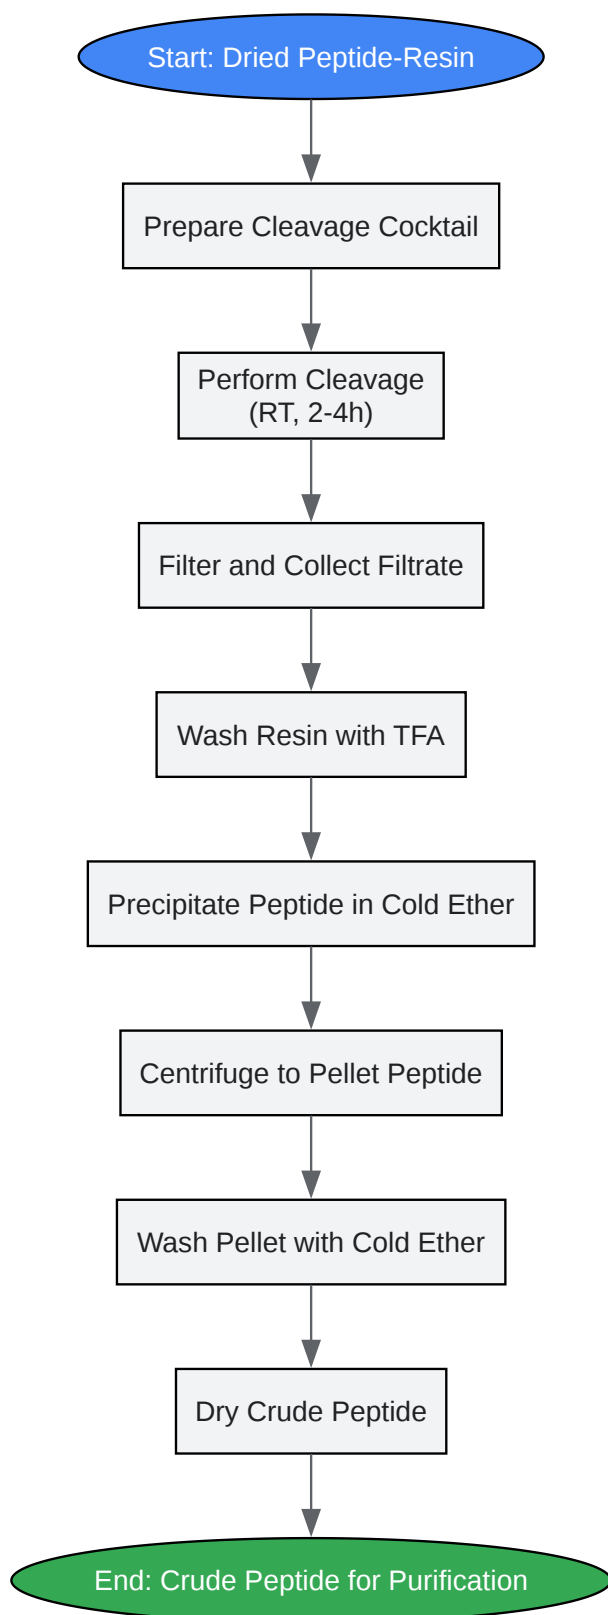 Start: Dried Peptide-Resin
Prepare Cleavage Cocktail
Perform Cleavage
(RT, 2-4h)
Filter and Collect Filtrate
Wash Resin with TFA
Precipitate Peptide in Cold Ether
Centrifuge to Pellet Peptide
Wash Pellet with Cold Ether
Dry Crude Peptide
End: Crude Peptide for Purification